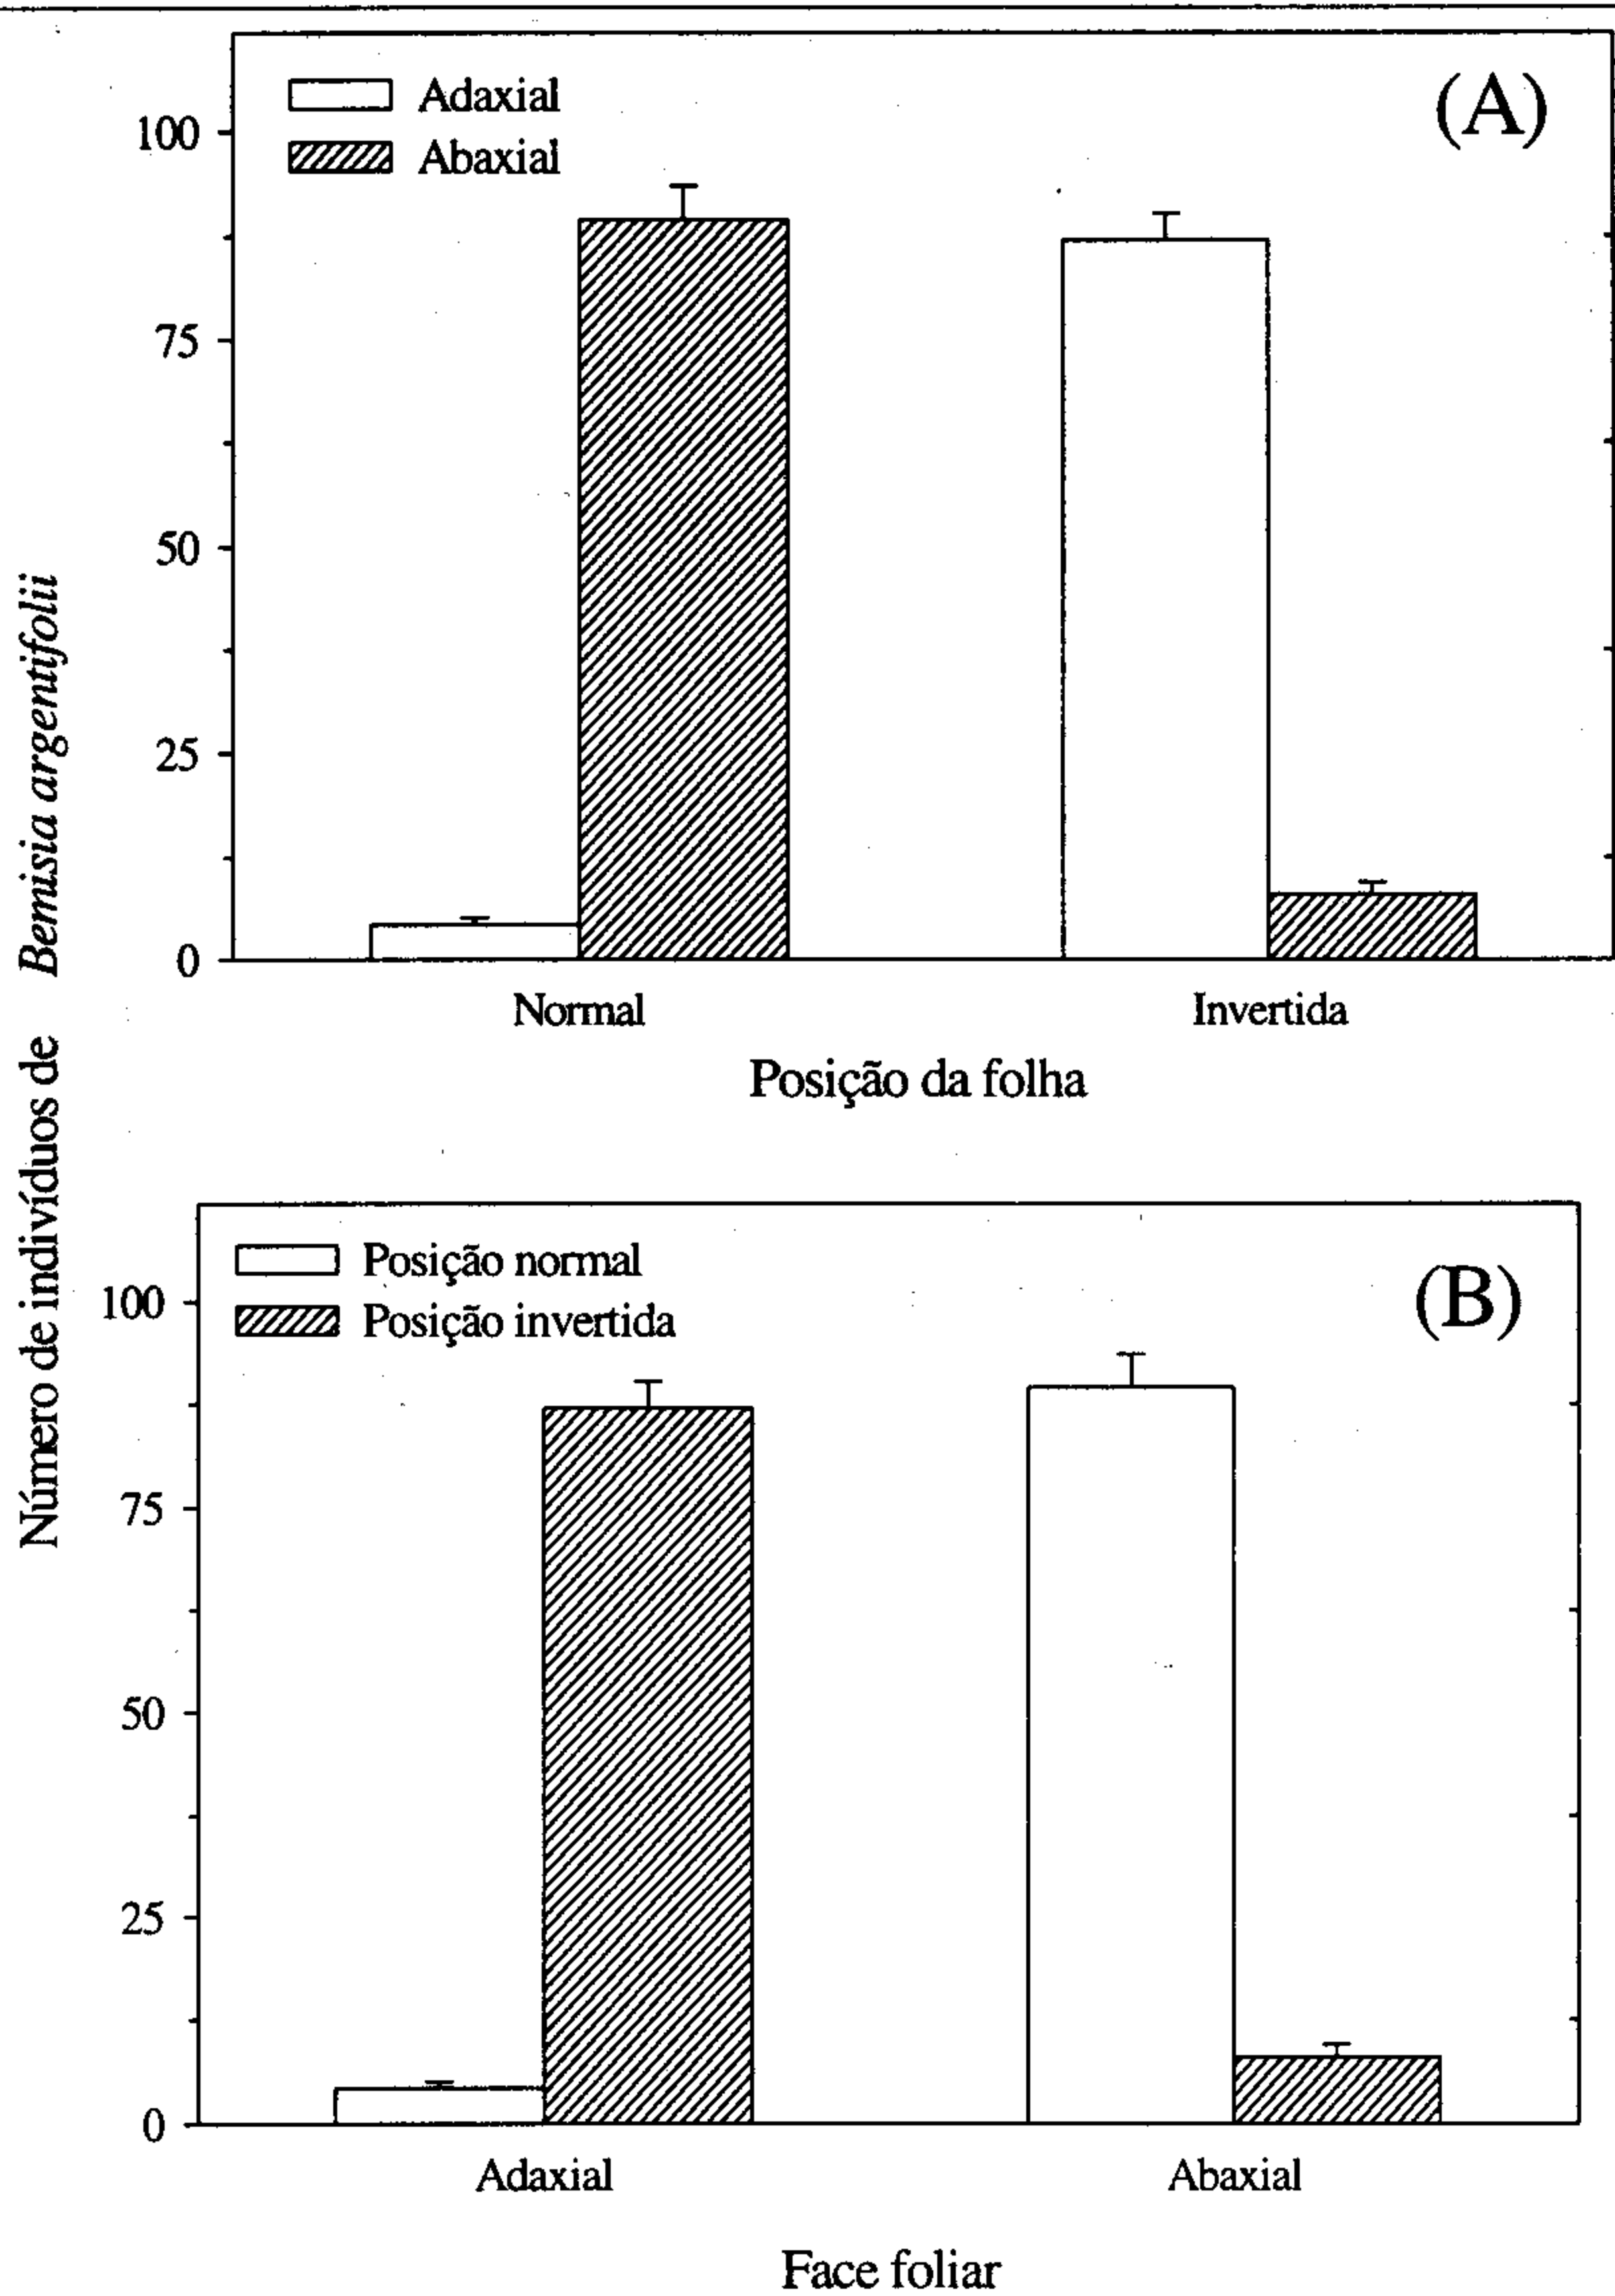 Número de indivíduos de Bemisia argentifolii
(A)
Adaxial
Abaxial
100
75
50
25
0
Normal
Invertida
Posição da folha
(B)
Posição normal
Posição invertida
100
75
50
25
0
Adaxial
Abaxial
Face foliar